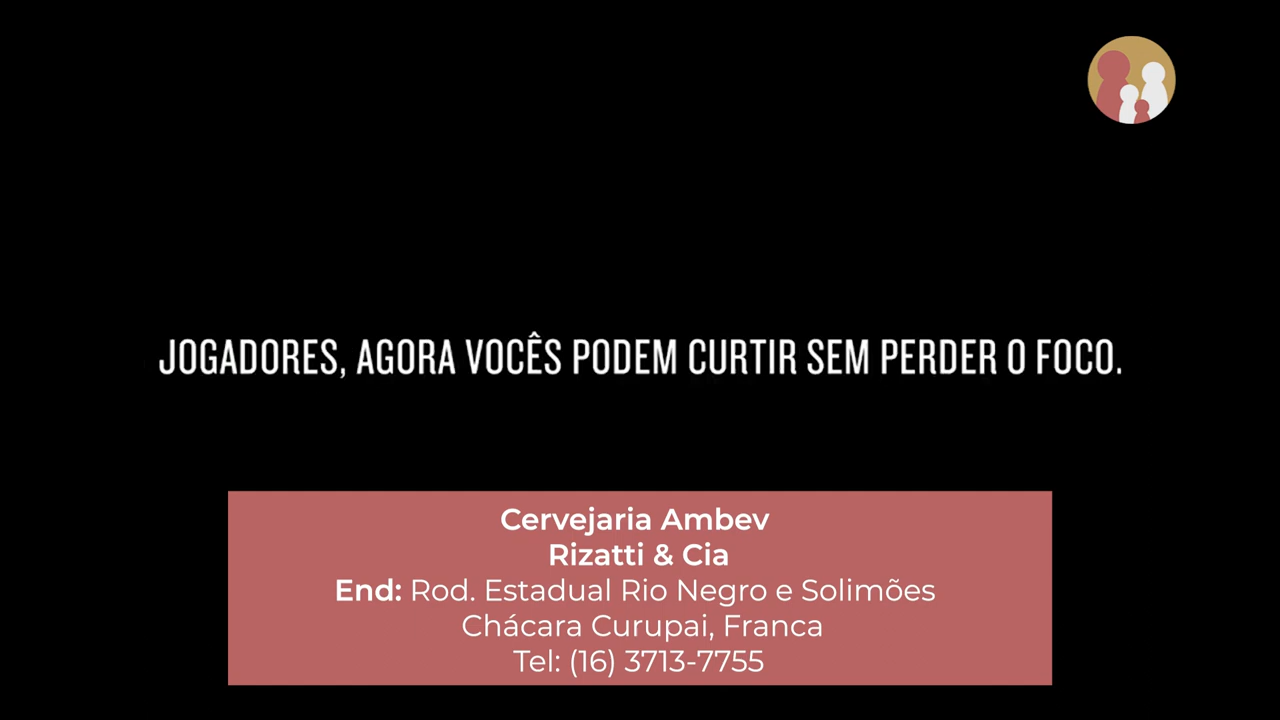 JOGADORES, AGORA VOCÊS PODEM CURTIR SEM PERDER O FOCO.
Cervejaria Ambev
Rizatti & Cia
End: Rod. Estadual Rio Negro e Solimões
Chácara Curupai, Franca
Tel: (16) 3713-7755